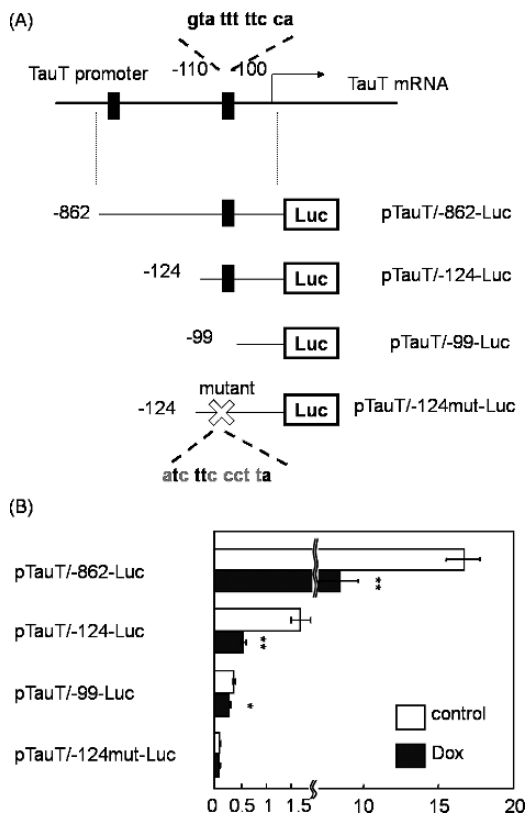 (A)
gta ttt ttc ca
TauT promoter
-110 -100
TauT mRNA
-862 Luc pTauT/-862-Luc
-124 Luc pTauT/-124-Luc
-99 Luc pTauT/-99-Luc
mutant
-124 Luc pTauT/-124mut-Luc
atc ttc cct ta
(B)
pTauT/-862-Luc
**
pTauT/-124-Luc
**
pTauT/-99-Luc
*
pTauT/-124mut-Luc
control
Dox
0 0.5 1 1.5 10 15 20